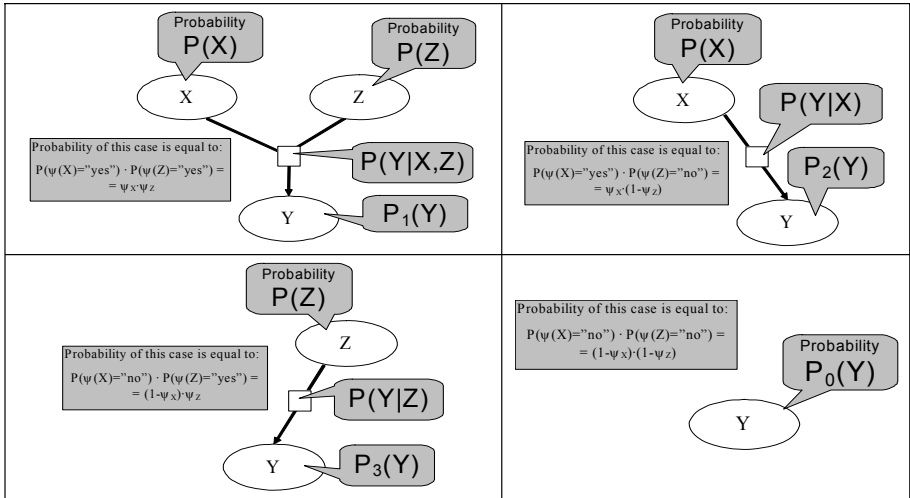 Probability
P(X)
Probability
P(Z)
X
Z
Probability of this case is equal to:
P(ψ(X)="yes") · P(ψ(Z)="yes") =
= ψX·ψZ
P(Y|X,Z)
Y
P1(Y)
Probability
P(X)
X
P(Y|X)
Probability of this case is equal to:
P(ψ(X)="yes") · P(ψ(Z)="no") =
= ψX·(1-ψZ)
P2(Y)
Y
Probability
P(Z)
Z
Probability of this case is equal to:
P(ψ(X)="no") · P(ψ(Z)="yes") =
= (1-ψX)·ψZ
P(Y|Z)
Y
P3(Y)
Probability of this case is equal to:
P(ψ(X)="no") · P(ψ(Z)="no") =
= (1-ψX)·(1-ψZ)
Probability
P0(Y)
Y